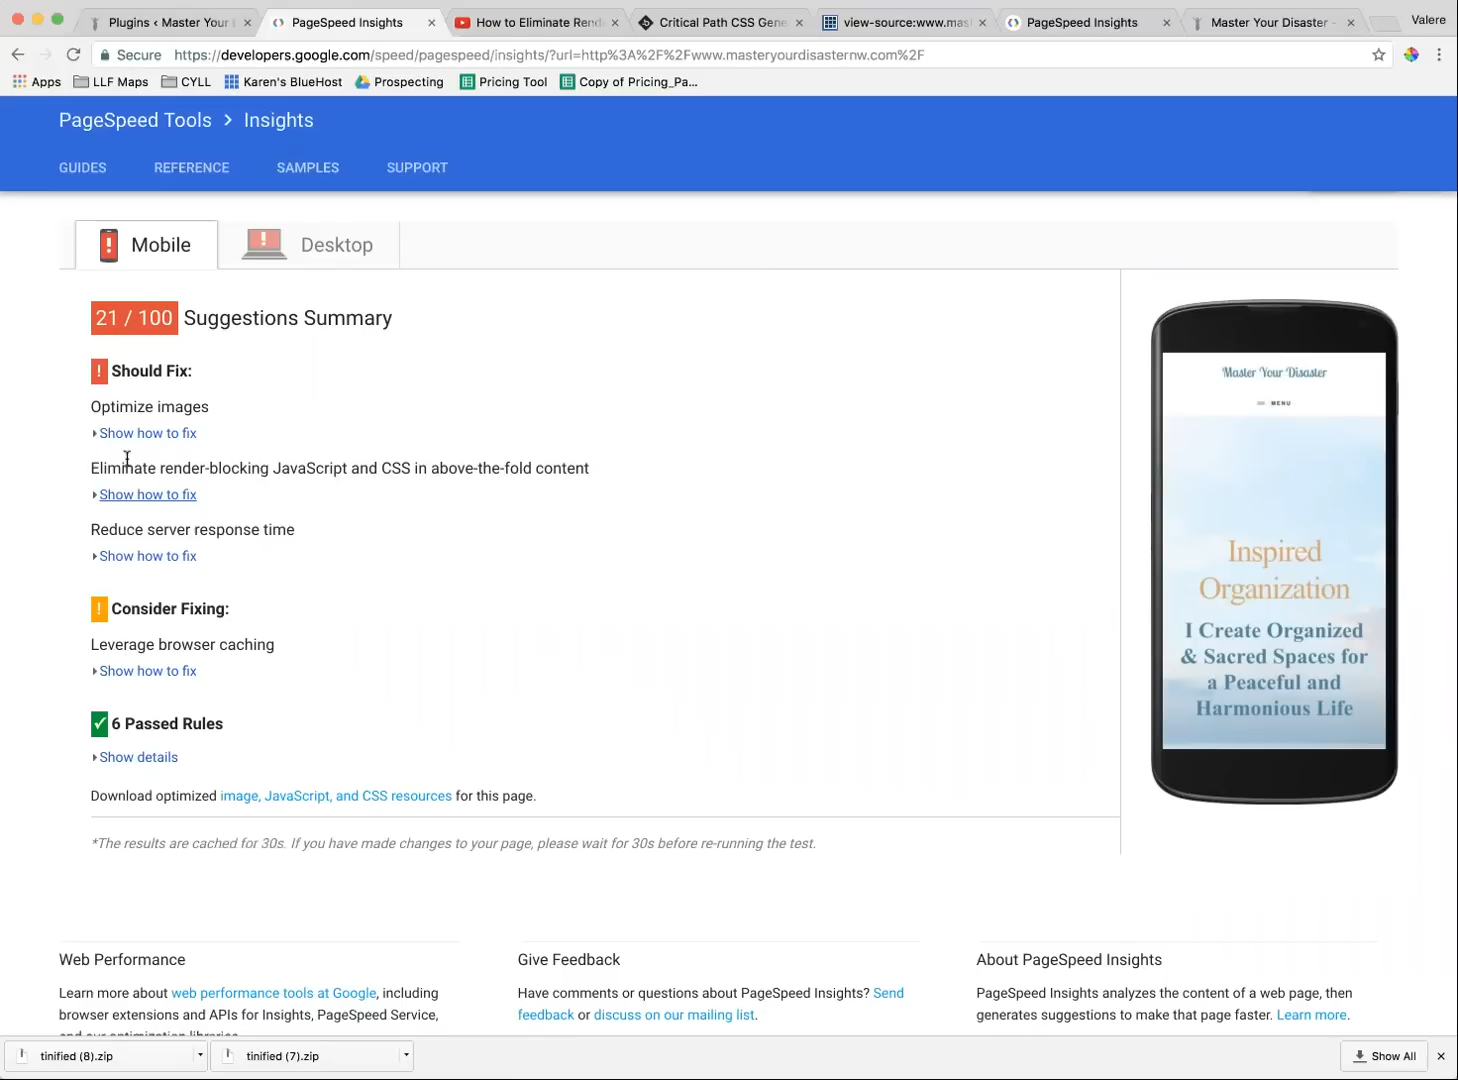 Plugins ‹ Master Your
PageSpeed Insights
How to Eliminate Rend
Critical Path CSS Gene
view-source:www.mas
PageSpeed Insights
Master Your Disaster -
Valere
Secure
https://developers.google.com/speed/pagespeed/insights/?url=http%3A%2F%2Fwww.masteryourdisasternw.com%2F
Apps
LLF Maps
CYLL
Karen's BlueHost
Prospecting
Pricing Tool
Copy of Pricing_Pa...
PageSpeed Tools > Insights
GUIDES
REFERENCE
SAMPLES
SUPPORT
Mobile
Desktop
21 / 100 Suggestions Summary
! Should Fix:
Optimize images
Show how to fix
Eliminate render-blocking JavaScript and CSS in above-the-fold content
Show how to fix
Reduce server response time
Show how to fix
! Consider Fixing:
Leverage browser caching
Show how to fix
✓ 6 Passed Rules
Show details
Download optimized image, JavaScript, and CSS resources for this page.
*The results are cached for 30s. If you have made changes to your page, please wait for 30s before re-running the test.
Master Your Disaster
MENU
Inspired
Organization
I Create Organized
& Sacred Spaces for
a Peaceful and
Harmonious Life
Web Performance
Learn more about web performance tools at Google, including
browser extensions and APIs for Insights, PageSpeed Service,
and our optimization libraries.
Give Feedback
Have comments or questions about PageSpeed Insights? Send
feedback or discuss on our mailing list.
About PageSpeed Insights
PageSpeed Insights analyzes the content of a web page, then
generates suggestions to make that page faster. Learn more.
tinified (8).zip
tinified (7).zip
Show All